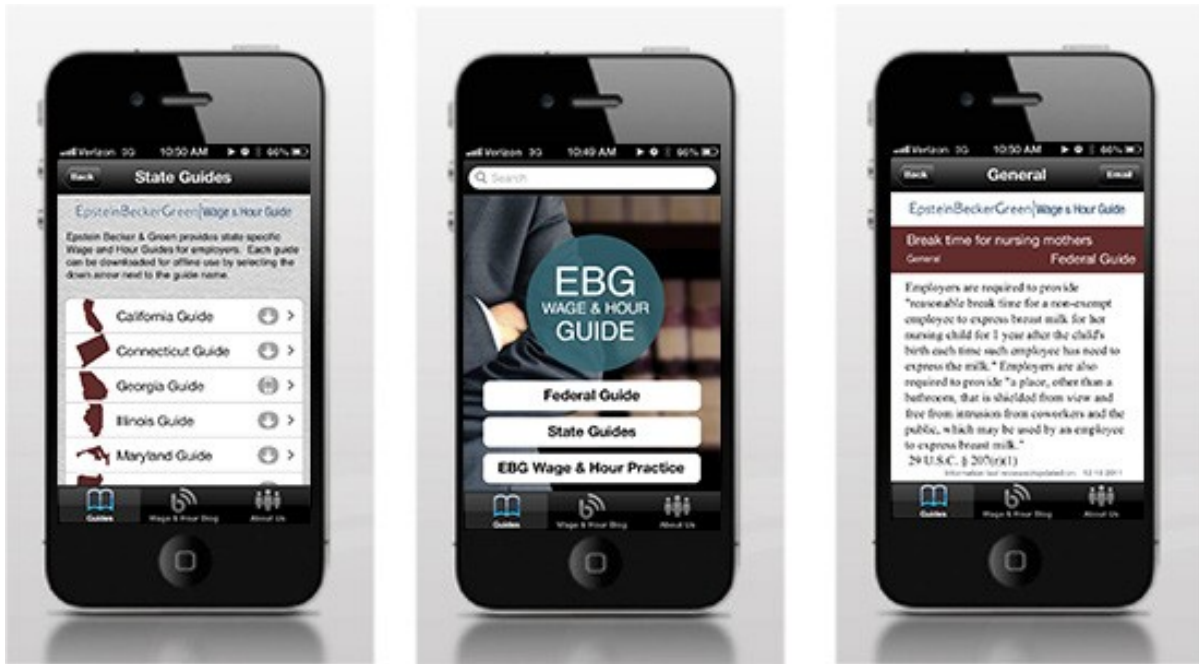 Verizon 3G 10:50 AM 66%
Back State Guides
EpsteinBeckerGreen|Wage & Hour Guide
Epstein Becker & Green provides state specific
Wage and Hour Guides for employers. Each guide
can be downloaded for offline use by selecting the
down arrow next to the guide name.
California Guide
Connecticut Guide
Georgia Guide
Illinois Guide
Maryland Guide
Guides Wage & Hour Blog About Us
Verizon 3G 10:49 AM 66%
Search
EBG
WAGE & HOUR
GUIDE
Federal Guide
State Guides
EBG Wage & Hour Practice
Guides Wage & Hour Blog About Us
Verizon 3G 10:50 AM 66%
Back General Email
EpsteinBeckerGreen|Wage & Hour Guide
Break time for nursing mothers
General Federal Guide
Employers are required to provide
"reasonable break time for a non-exempt
employee to express breast milk for her
nursing child for 1 year after the child's
birth each time such employee has need to
express the milk." Employers are also
required to provide "a place, other than a
bathroom, that is shielded from view and
free from intrusion from coworkers and the
public, which may be used by an employee
to express breast milk."
29 U.S.C. § 207(r)(1)
Information last reviewed/updated on: 12 13 2011
Guides Wage & Hour Blog About Us